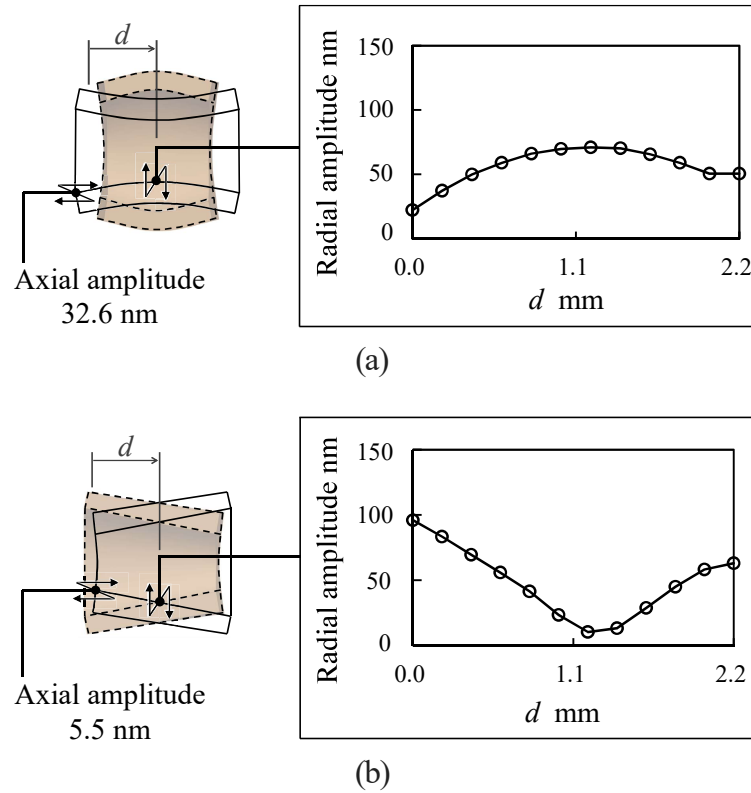 d
Axial amplitude
32.6 nm
Radial amplitude nm
150
100
50
0
0.0 1.1 2.2
d mm
(a)
d
Axial amplitude
5.5 nm
Radial amplitude nm
150
100
50
0
0.0 1.1 2.2
d mm
(b)